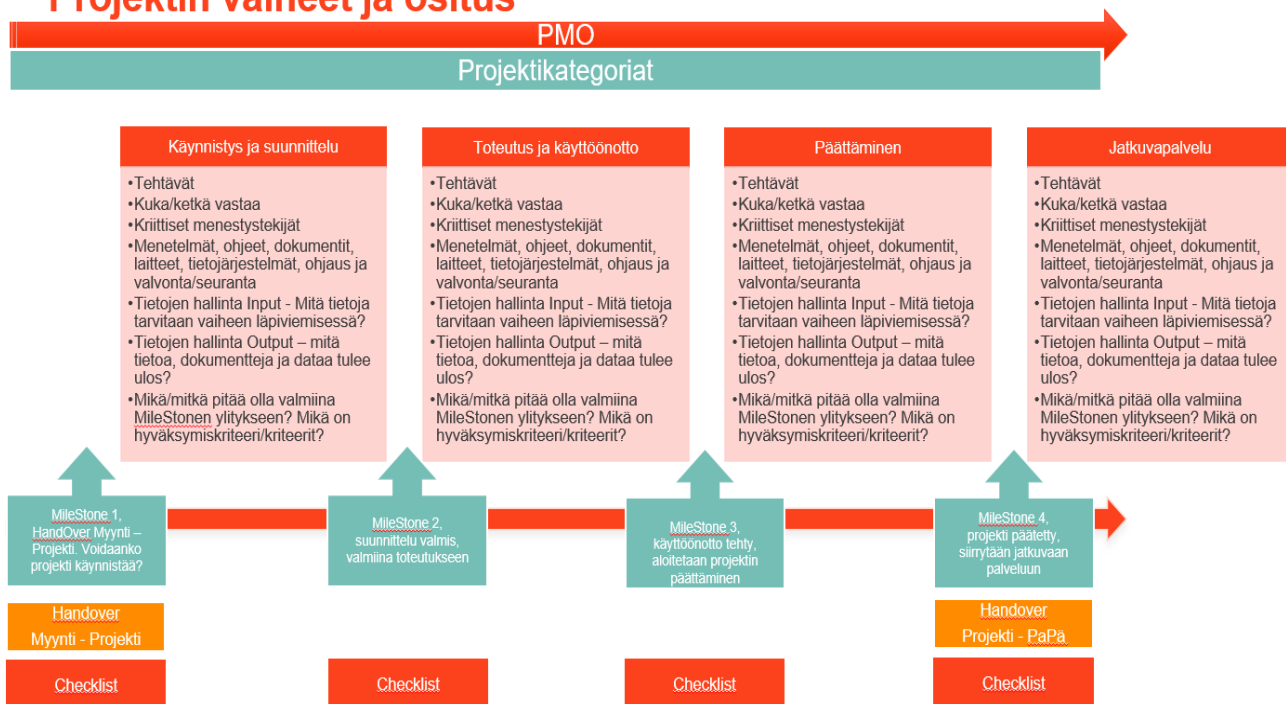 Projektin vaiheet ja ositus
PMO
Projektikategoriat
Käynnistys ja suunnittelu
•Tehtävät
•Kuka/ketkä vastaa
•Kriittiset menestystekijät
•Menetelmät, ohjeet, dokumentit,
laitteet, tietojärjestelmät, ohjaus ja
valvonta/seuranta
•Tietojen hallinta Input - Mitä tietoja
tarvitaan vaiheen läpiviemisessä?
•Tietojen hallinta Output – mitä
tietoa, dokumentteja ja dataa tulee
ulos?
•Mikä/mitkä pitää olla valmiina
MileStonen ylitykseen? Mikä on
hyväksymiskriteeri/kriteerit?
Toteutus ja käyttöönotto
•Tehtävät
•Kuka/ketkä vastaa
•Kriittiset menestystekijät
•Menetelmät, ohjeet, dokumentit,
laitteet, tietojärjestelmät, ohjaus ja
valvonta/seuranta
•Tietojen hallinta Input - Mitä tietoja
tarvitaan vaiheen läpiviemisessä?
•Tietojen hallinta Output – mitä
tietoa, dokumentteja ja dataa tulee
ulos?
•Mikä/mitkä pitää olla valmiina
MileStonen ylitykseen? Mikä on
hyväksymiskriteeri/kriteerit?
Päättäminen
•Tehtävät
•Kuka/ketkä vastaa
•Kriittiset menestystekijät
•Menetelmät, ohjeet, dokumentit,
laitteet, tietojärjestelmät, ohjaus ja
valvonta/seuranta
•Tietojen hallinta Input - Mitä tietoja
tarvitaan vaiheen läpiviemisessä?
•Tietojen hallinta Output – mitä
tietoa, dokumentteja ja dataa tulee
ulos?
•Mikä/mitkä pitää olla valmiina
MileStonen ylitykseen? Mikä on
hyväksymiskriteeri/kriteerit?
Jatkuvapalvelu
•Tehtävät
•Kuka/ketkä vastaa
•Kriittiset menestystekijät
•Menetelmät, ohjeet, dokumentit,
laitteet, tietojärjestelmät, ohjaus ja
valvonta/seuranta
•Tietojen hallinta Input - Mitä tietoja
tarvitaan vaiheen läpiviemisessä?
•Tietojen hallinta Output – mitä
tietoa, dokumentteja ja dataa tulee
ulos?
•Mikä/mitkä pitää olla valmiina
MileStonen ylitykseen? Mikä on
hyväksymiskriteeri/kriteerit?
MileStone 1,
HandOver Myynti –
Projekti. Voidaanko
projekti käynnistää?
MileStone 2,
suunnittelu valmis,
valmiina toteutukseen
MileStone 3,
käyttöönotto tehty,
aloitetaan projektin
päättäminen
MileStone 4,
projekti päätetty,
siirrytään jatkuvaan
palveluun
Handover
Myynti - Projekti
Handover
Projekti - PaPä
Checklist
Checklist
Checklist
Checklist